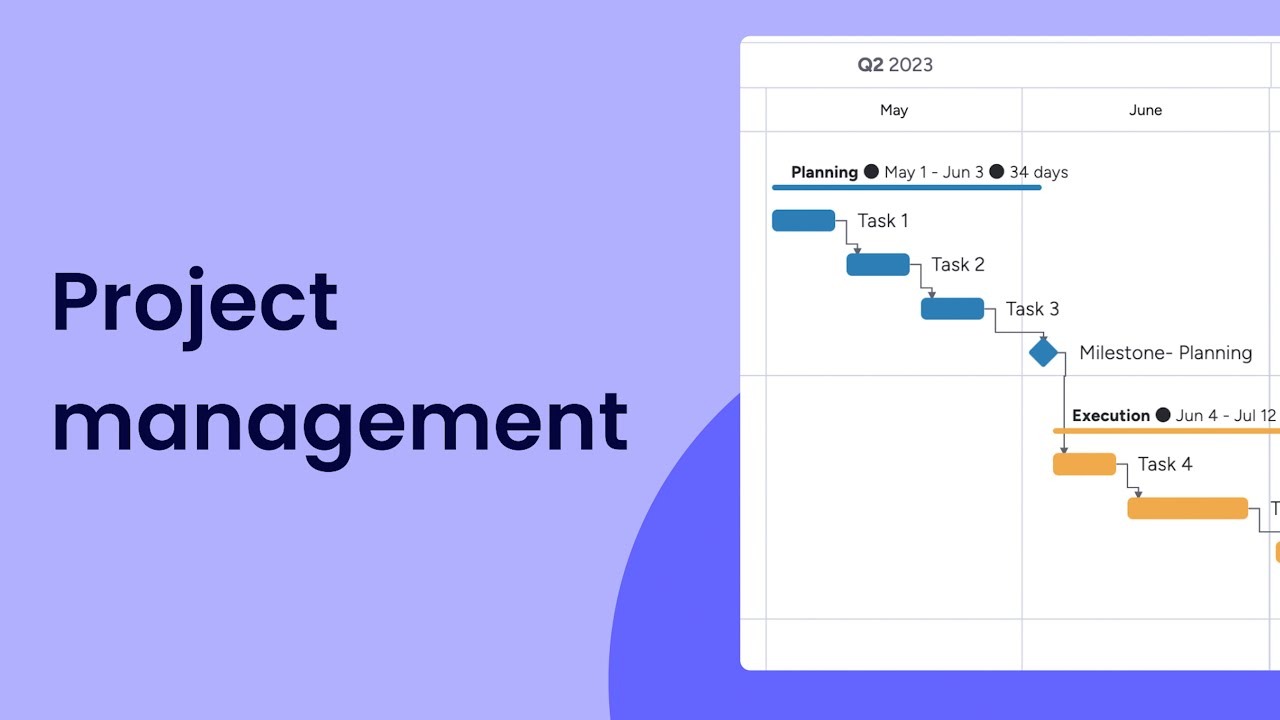 Project
management
Q2 2023
May
June
Planning ● May 1 - Jun 3 ● 34 days
Task 1
Task 2
Task 3
Milestone- Planning
Execution ● Jun 4 - Jul 12
Task 4